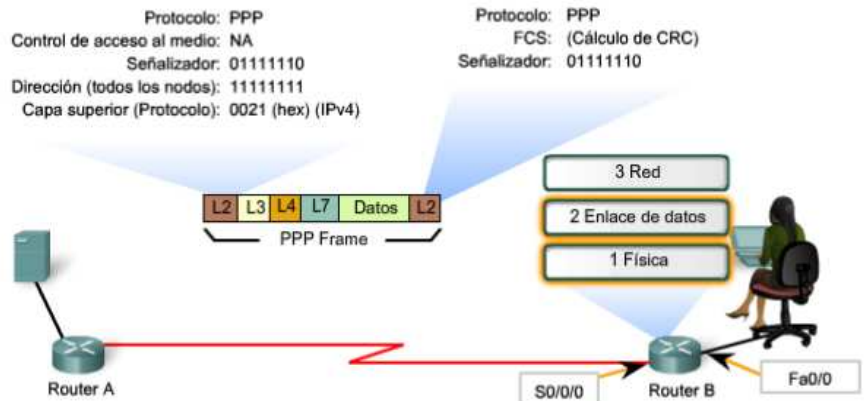 Protocolo: PPP
Control de acceso al medio: NA
Señalizador: 01111110
Dirección (todos los nodos): 11111111
Capa superior (Protocolo): 0021 (hex) (IPv4)
Protocolo: PPP
FCS: (Cálculo de CRC)
Señalizador: 01111110
L2 L3 L4 L7 Datos L2
PPP Frame
3 Red
2 Enlace de datos
1 Física
Router A
S0/0/0
Router B
Fa0/0